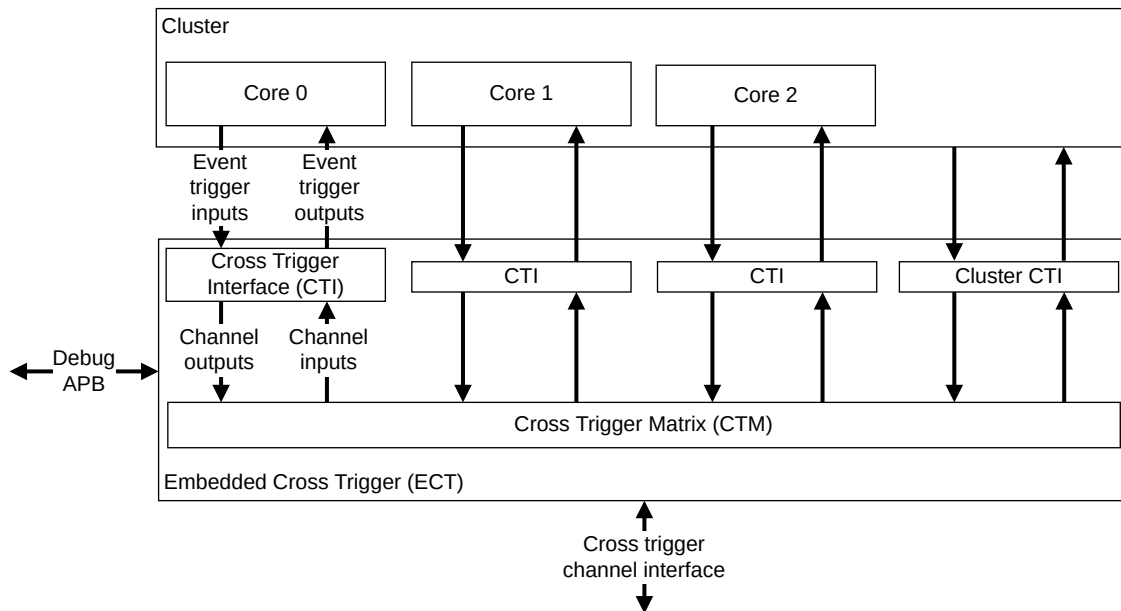 Cluster
Core 0
Core 1
Core 2
Event
trigger
inputs
Event
trigger
outputs
Cross Trigger
Interface (CTI)
CTI
CTI
Cluster CTI
Channel
outputs
Channel
inputs
Debug
APB
Cross Trigger Matrix (CTM)
Embedded Cross Trigger (ECT)
Cross trigger
channel interface